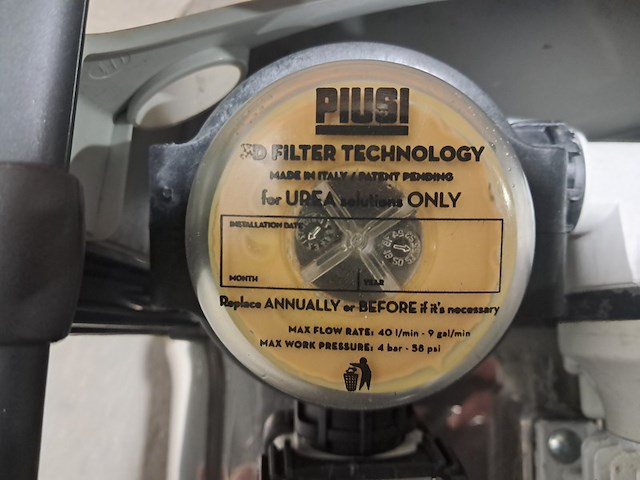 PIUSI
3D FILTER TECHNOLOGY
MADE IN ITALY / PATENT PENDING
for UREA solutions ONLY
INSTALLATION DATE
MONTH YEAR
Replace ANNUALLY or BEFORE if it's necessary
MAX FLOW RATE: 40 l/min - 9 gal/min
MAX WORK PRESSURE: 4 bar - 58 psi